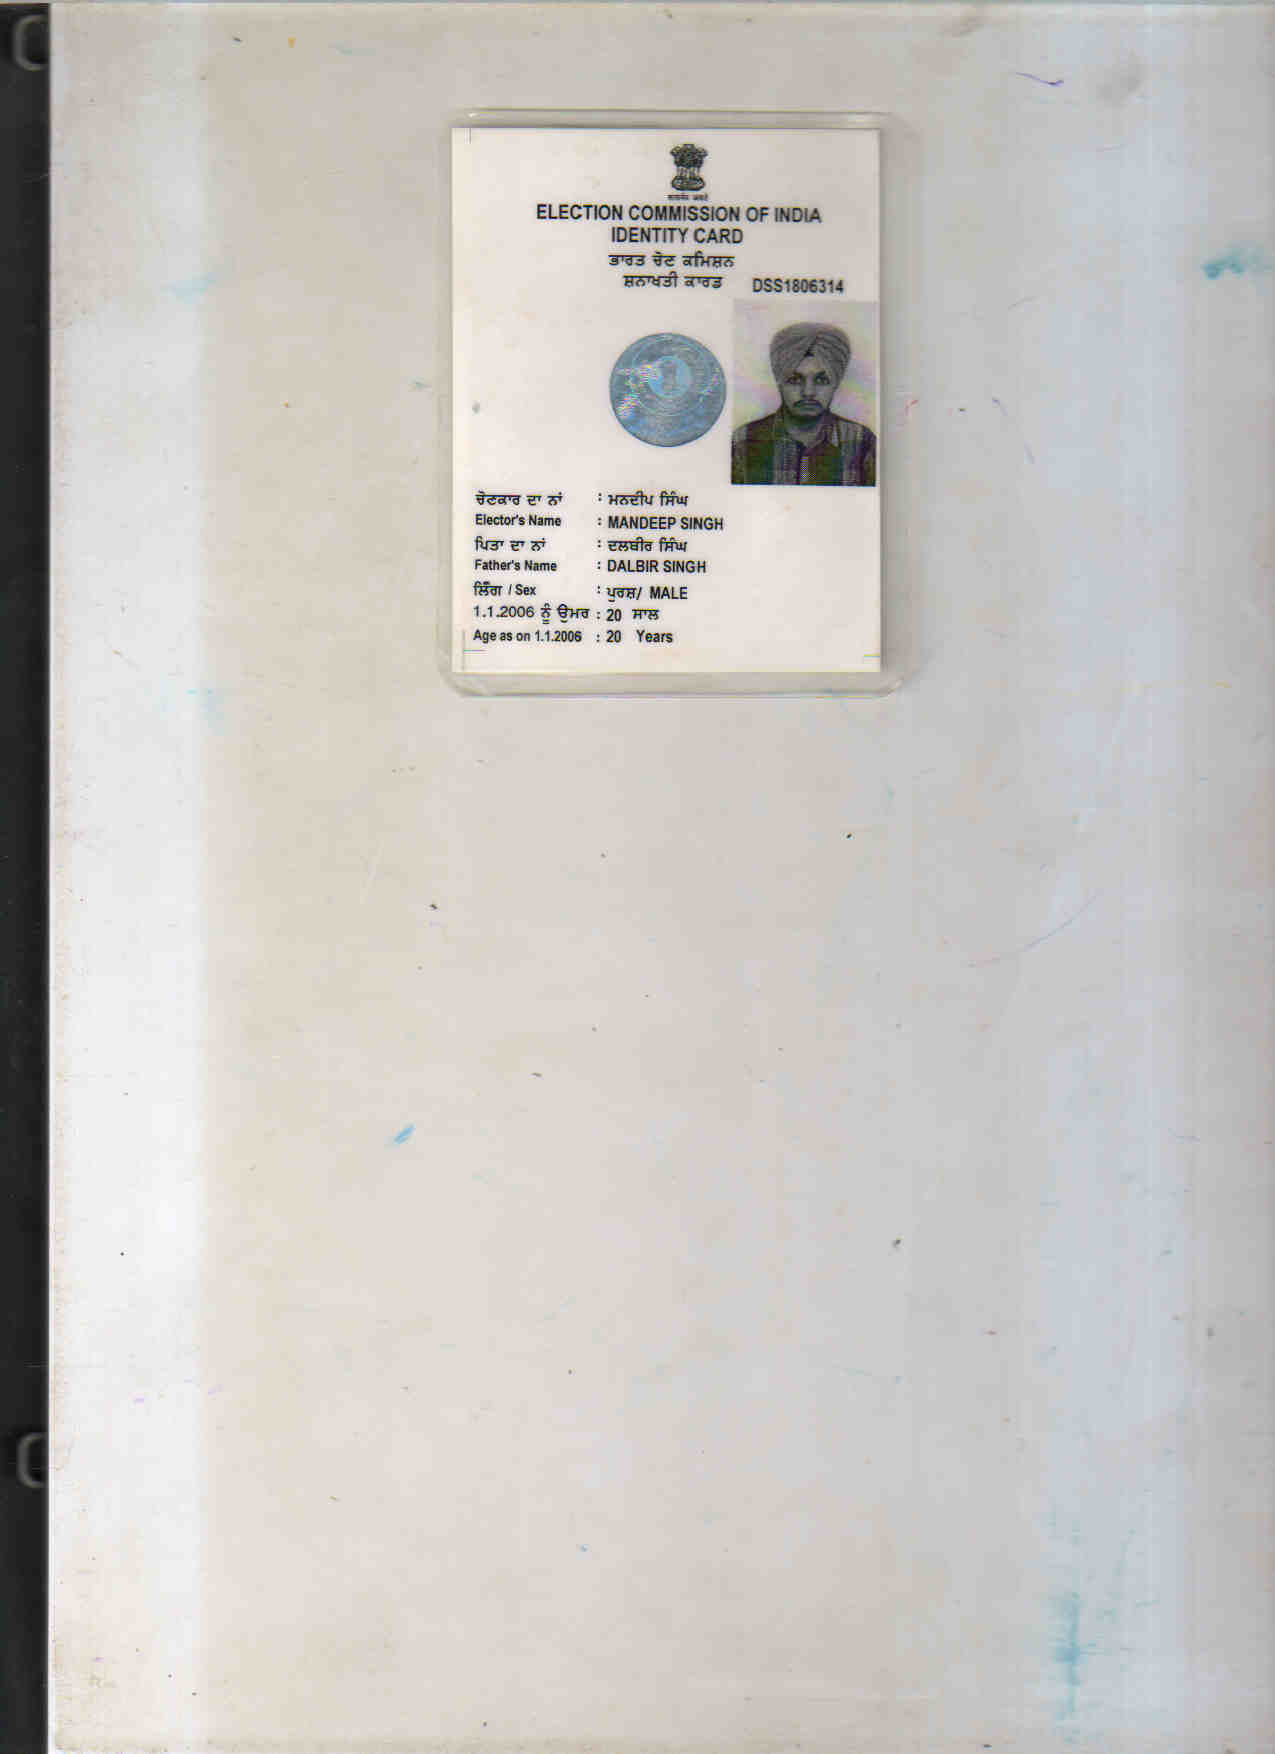 सत्यमेव जयते
ELECTION COMMISSION OF INDIA
IDENTITY CARD
ਭਾਰਤ ਚੋਣ ਕਮਿਸ਼ਨ
ਸ਼ਨਾਖਤੀ ਕਾਰਡ DSS1806314
ਚੋਣਕਾਰ ਦਾ ਨਾਂ : ਮਨਦੀਪ ਸਿੰਘ
Elector's Name : MANDEEP SINGH
ਪਿਤਾ ਦਾ ਨਾਂ : ਦਲਬੀਰ ਸਿੰਘ
Father's Name : DALBIR SINGH
ਲਿੰਗ / Sex : ਪੁਰਸ਼/ MALE
1.1.2006 ਨੂੰ ਉਮਰ : 20 ਸਾਲ
Age as on 1.1.2006 : 20 Years